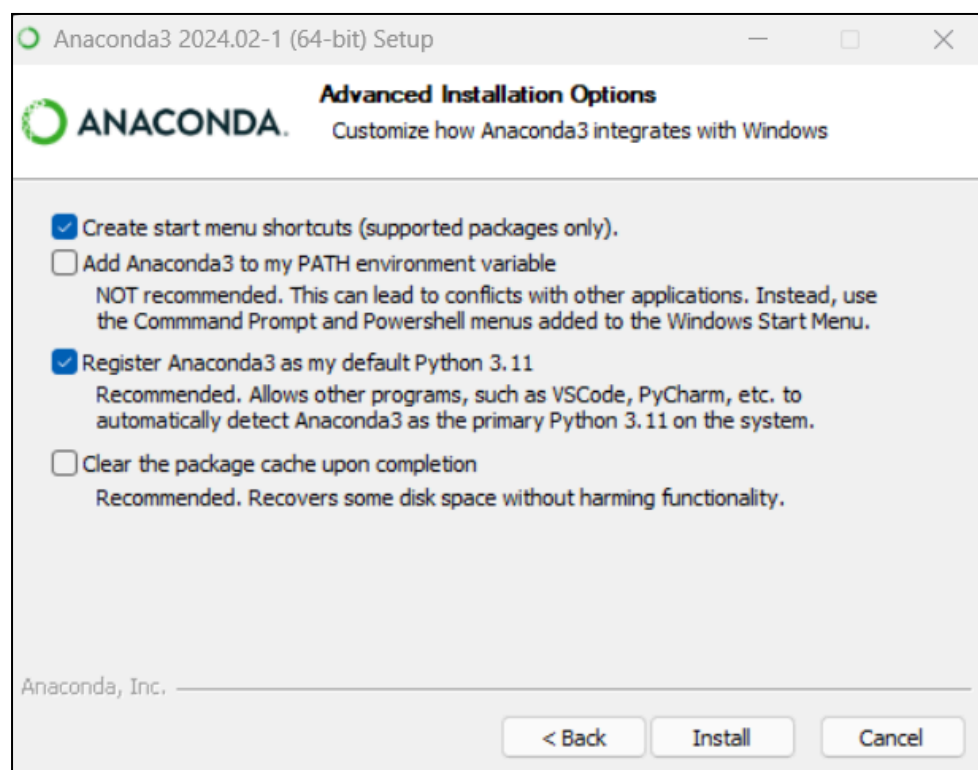 Anaconda3 2024.02-1 (64-bit) Setup
ANACONDA.
Advanced Installation Options
Customize how Anaconda3 integrates with Windows
Create start menu shortcuts (supported packages only).
Add Anaconda3 to my PATH environment variable
NOT recommended. This can lead to conflicts with other applications. Instead, use
the Commmand Prompt and Powershell menus added to the Windows Start Menu.
Register Anaconda3 as my default Python 3.11
Recommended. Allows other programs, such as VSCode, PyCharm, etc. to
automatically detect Anaconda3 as the primary Python 3.11 on the system.
Clear the package cache upon completion
Recommended. Recovers some disk space without harming functionality.
Anaconda, Inc.
< Back
Install
Cancel